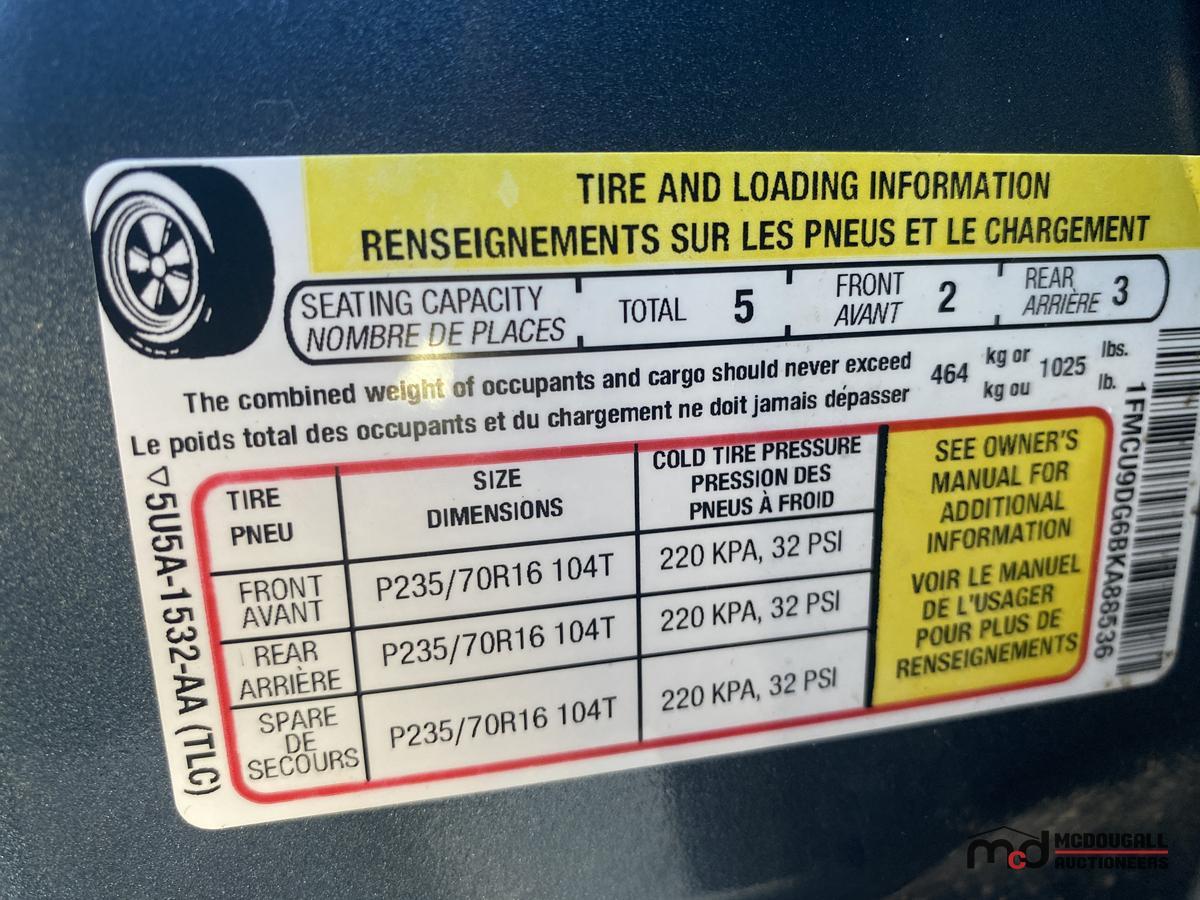 TIRE AND LOADING INFORMATION
RENSEIGNEMENTS SUR LES PNEUS ET LE CHARGEMENT
SEATING CAPACITY
NOMBRE DE PLACES
TOTAL 5
FRONT
AVANT
2
REAR
ARRIÈRE
3
The combined weight of occupants and cargo should never exceed
Le poids total des occupants et du chargement ne doit jamais dépasser
464
kg or
kg ou
1025
lbs.
lb.
TIRE
PNEU
SIZE
DIMENSIONS
COLD TIRE PRESSURE
PRESSION DES
PNEUS À FROID
FRONT
AVANT
P235/70R16 104T
220 KPA, 32 PSI
REAR
ARRIÈRE
P235/70R16 104T
220 KPA, 32 PSI
SPARE
DE
SECOURS
P235/70R16 104T
220 KPA, 32 PSI
SEE OWNER'S
MANUAL FOR
ADDITIONAL
INFORMATION
VOIR LE MANUEL
DE L'USAGER
POUR PLUS DE
RENSEIGNEMENTS
5U5A-1532-AA (TLC)
1FMCU9DG6BKA88536
mcd
MCDOUGALL
AUCTIONEERS